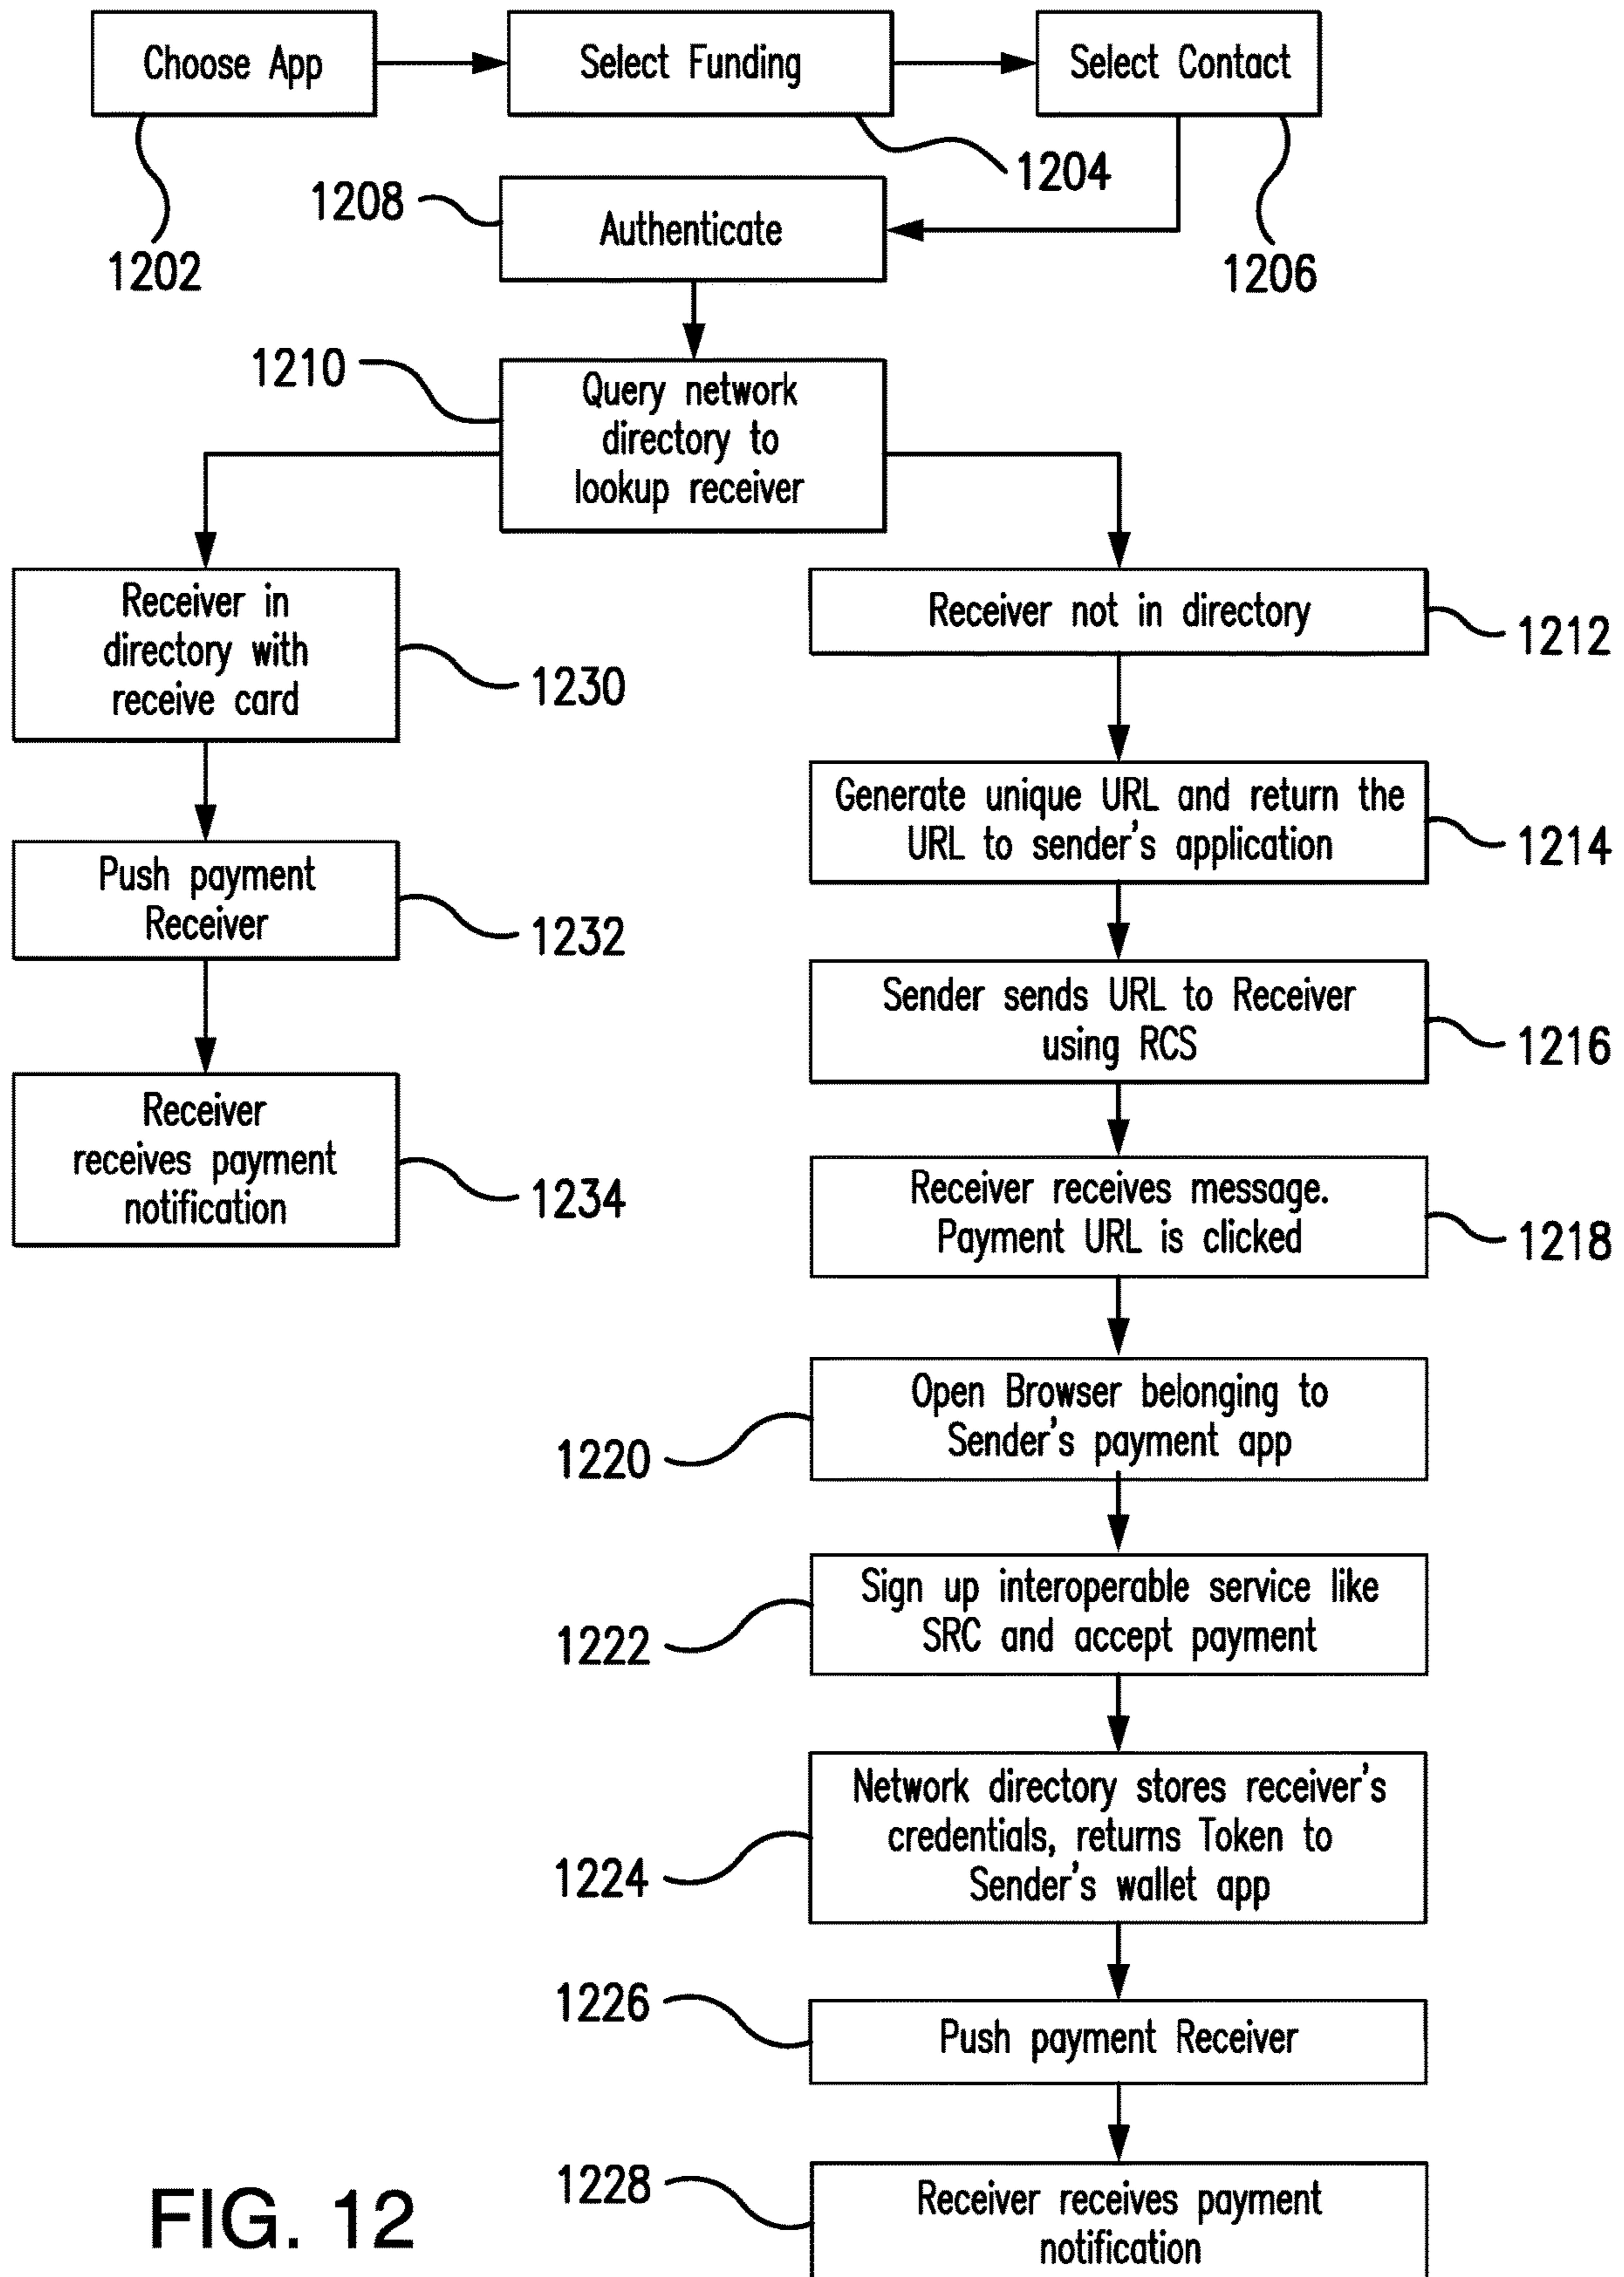 Choose App
Select Funding
Select Contact
1204
1208
Authenticate
1202
1206
1210
Query network
directory to
lookup receiver
Receiver in
directory with
receive card
1230
Receiver not in directory
1212
Generate unique URL and return the
URL to sender's application
1214
Push payment
Receiver
1232
Sender sends URL to Receiver
using RCS
1216
Receiver
receives payment
notification
1234
Receiver receives message.
Payment URL is clicked
1218
Open Browser belonging to
Sender's payment app
1220
Sign up interoperable service like
SRC and accept payment
1222
Network directory stores receiver's
credentials, returns Token to
Sender's wallet app
1224
1226
Push payment Receiver
1228
Receiver receives payment
notification
FIG. 12